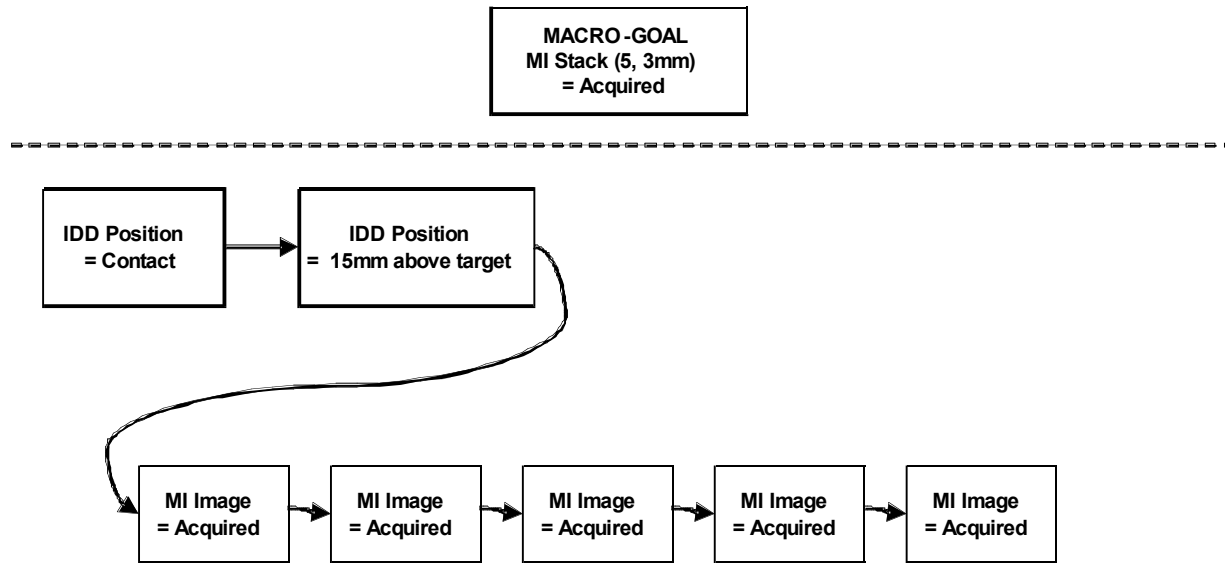 MACRO-GOAL
MI Stack (5, 3mm)
= Acquired
IDD Position
= Contact
IDD Position
= 15mm above target
MI Image
= Acquired
MI Image
= Acquired
MI Image
= Acquired
MI Image
= Acquired
MI Image
= Acquired